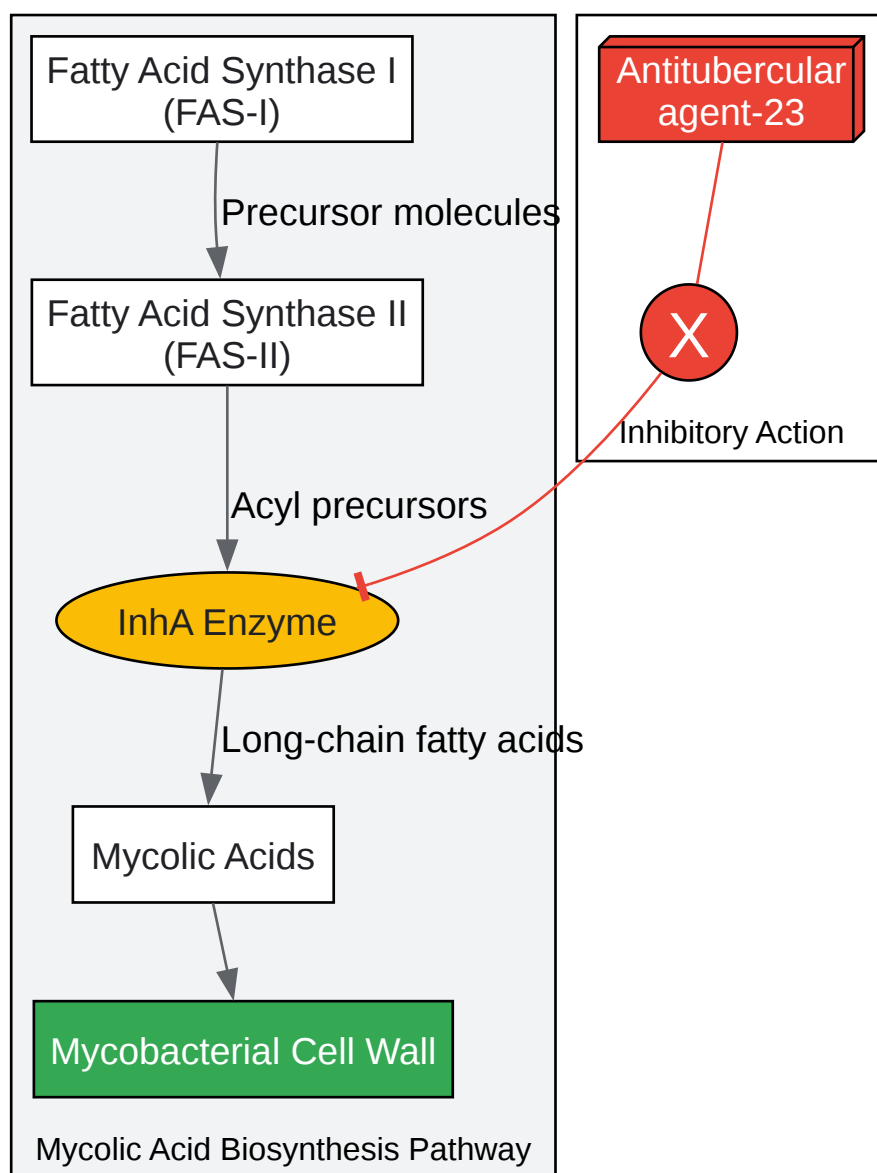 Fatty Acid Synthase I
(FAS-I)
Precursor molecules
Fatty Acid Synthase II
(FAS-II)
Acyl precursors
InhA Enzyme
Long-chain fatty acids
Mycolic Acids
Mycobacterial Cell Wall
Mycolic Acid Biosynthesis Pathway
Antitubercular
agent-23
X
Inhibitory Action